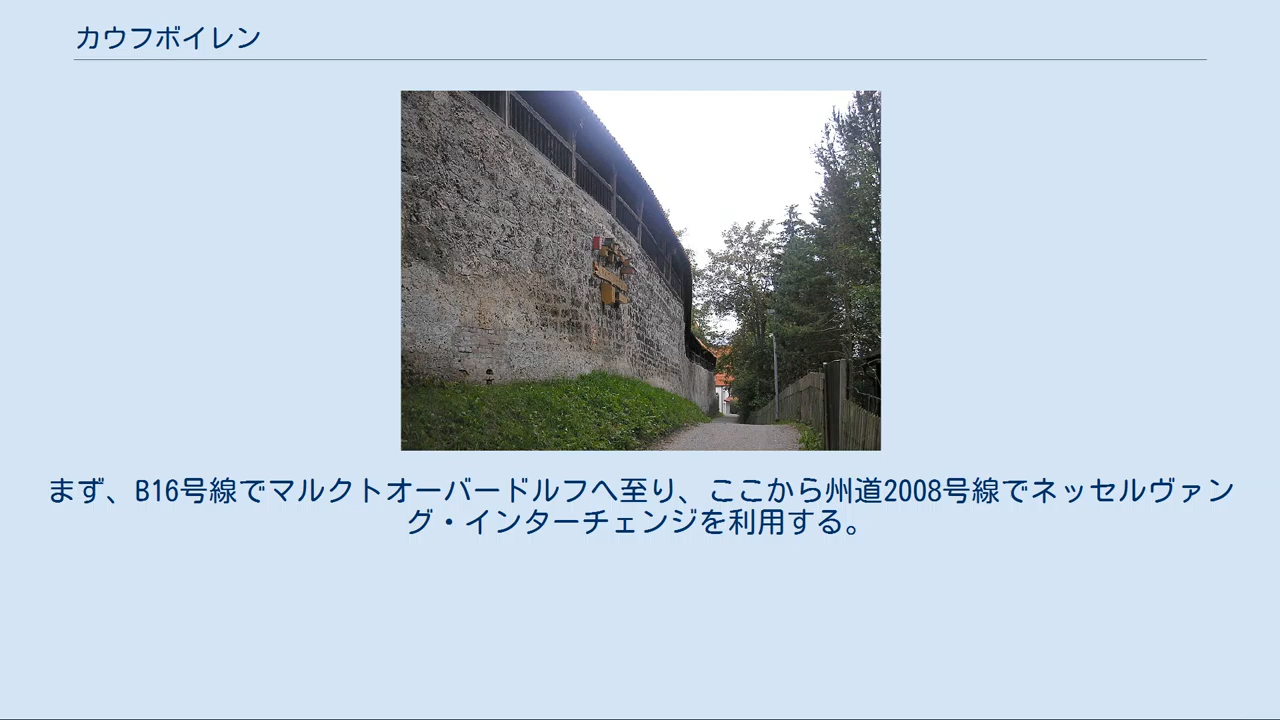 カウフボイレン
まず、B16号線でマルクトオーバードルフへ至り、ここから州道2008号線でネッセルヴァン
グ・インターチェンジを利用する。